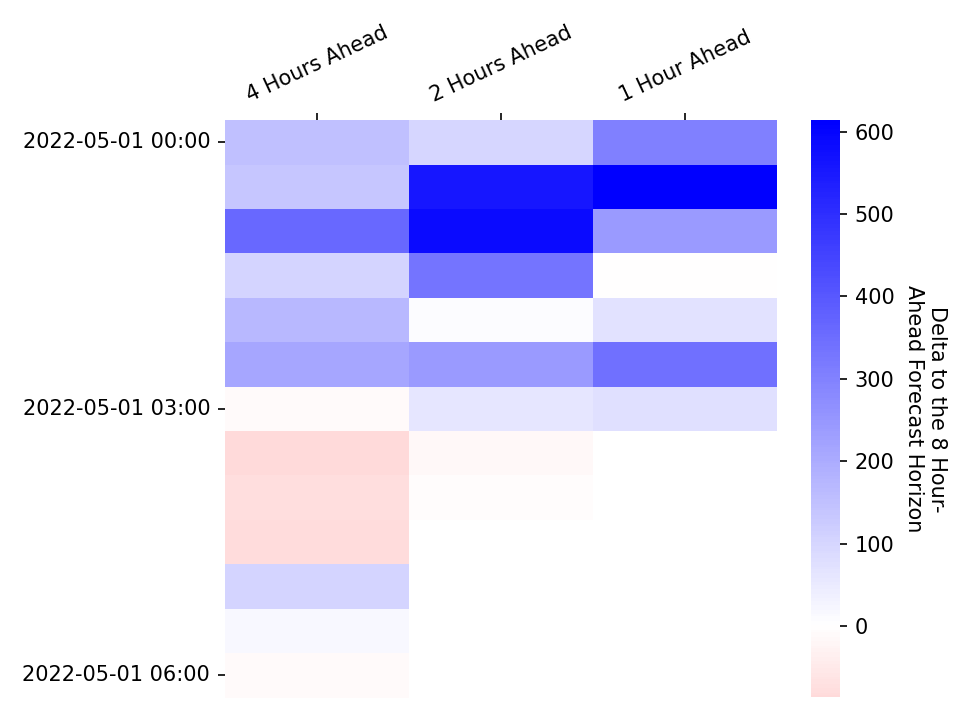 4 Hours Ahead
2 Hours Ahead
1 Hour Ahead
2022-05-01 00:00
2022-05-01 03:00
2022-05-01 06:00
600
500
400
300
200
100
0
Delta to the 8 Hour-
Ahead Forecast Horizon